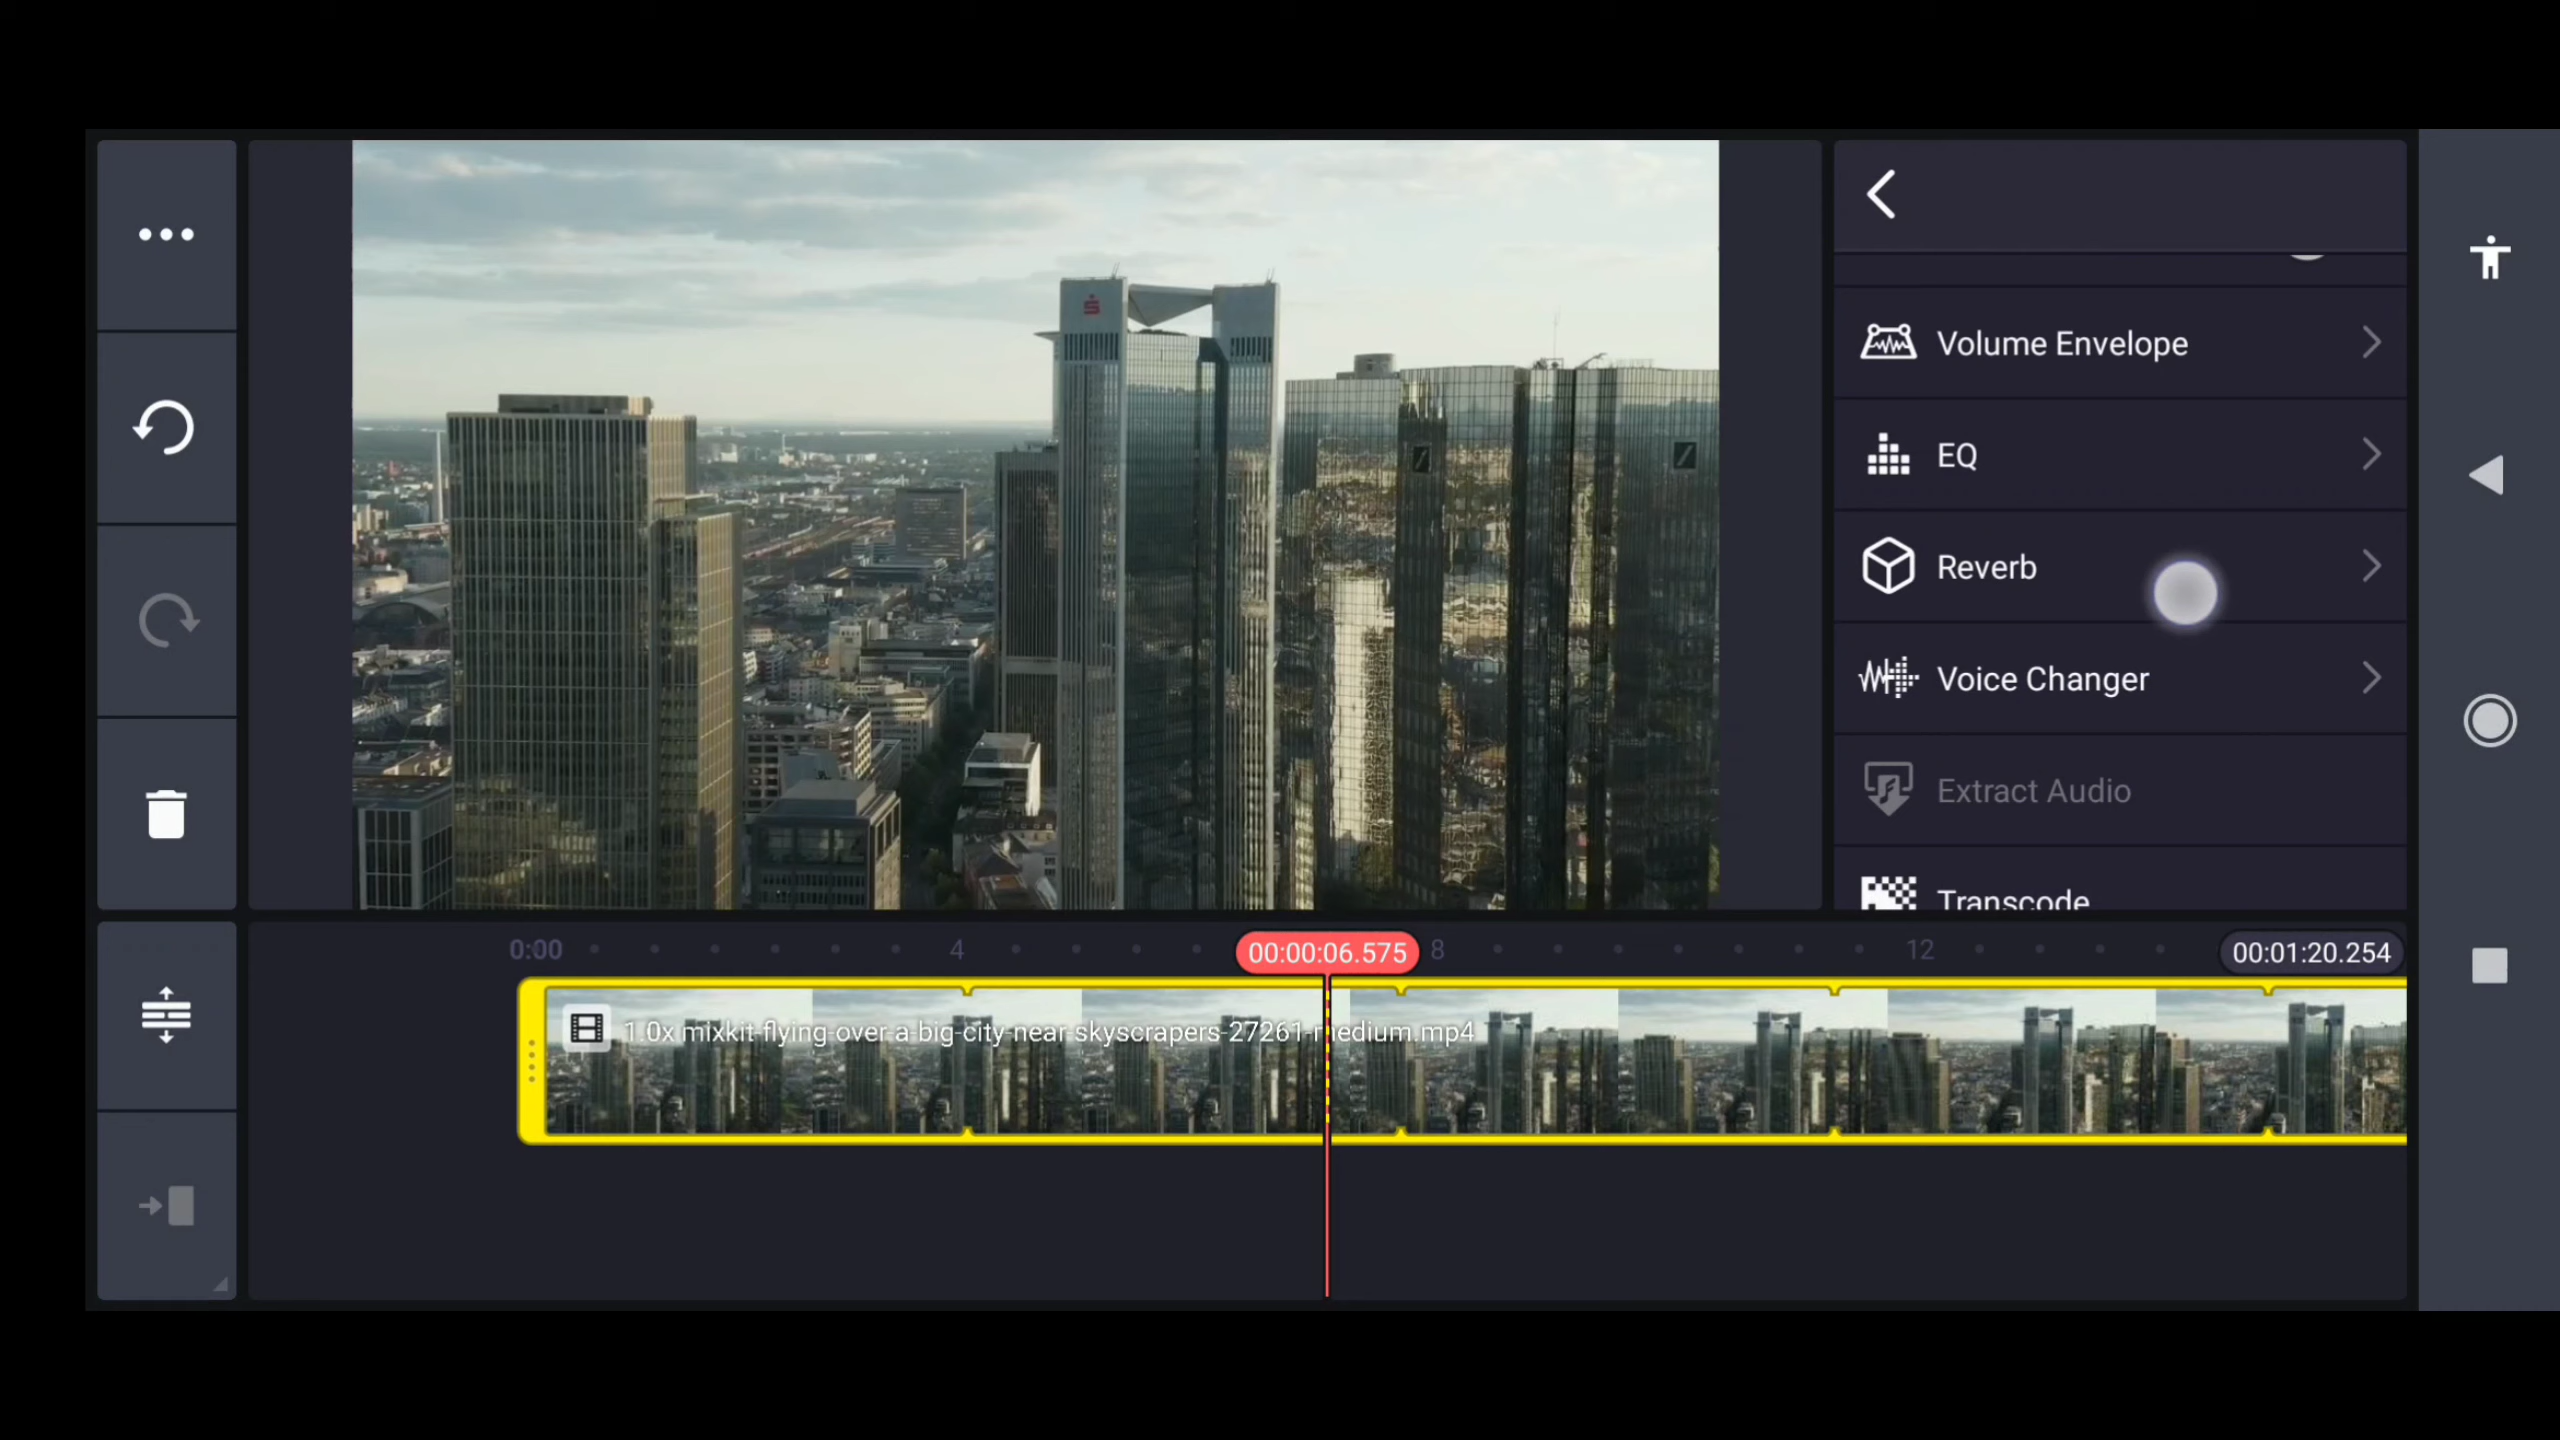 Volume Envelope
EQ
Reverb
Voice Changer
Extract Audio
Transcode
0:00
4
00:00:06.575
8
12
00:01:20.254
1.0x mixkit-flying-over-a-big-city-near-skyscrapers-27261-medium.mp4